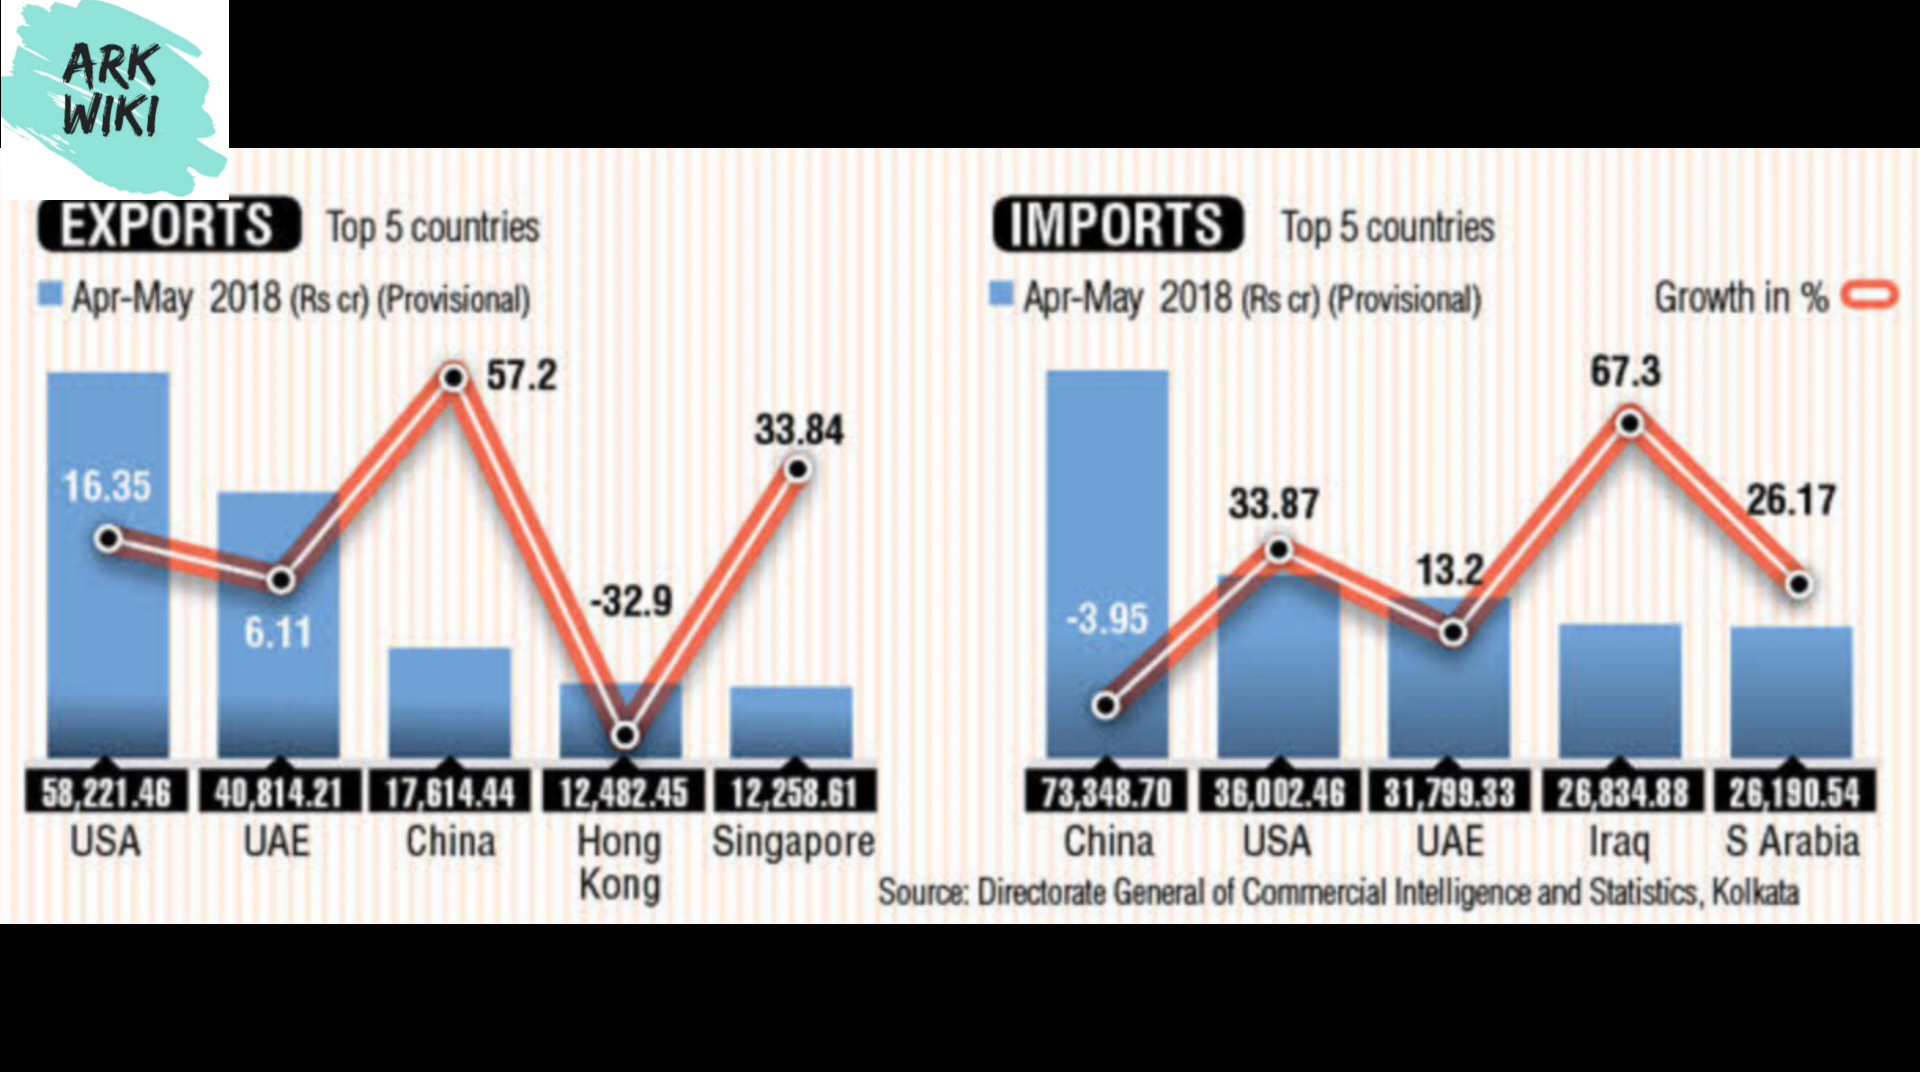 ARK
WIKI
EXPORTS Top 5 countries
Apr-May 2018 (Rs cr) (Provisional)
57.2
33.84
16.35
-32.9
6.11
58,221.46 40,814.21 17,614.44 12,482.45 12,258.61
USA UAE China Hong Kong Singapore
IMPORTS Top 5 countries
Apr-May 2018 (Rs cr) (Provisional) Growth in %
67.3
33.87
26.17
13.2
-3.95
73,348.70 36,002.46 31,799.33 26,834.88 26,190.54
China USA UAE Iraq S Arabia
Source: Directorate General of Commercial Intelligence and Statistics, Kolkata